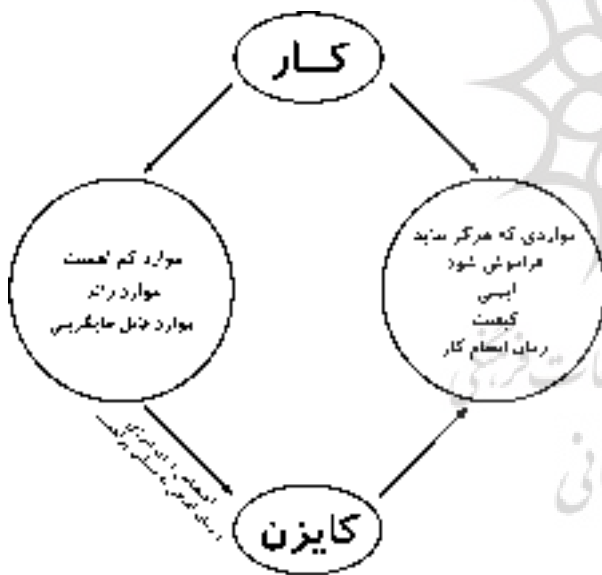 کار
مواردی که هرگز نباید
فراموش شود
ایمنی
کیفیت
زمان انجام کار
موارد کم اهمیت
موارد زائد
موارد قابل جایگزینی
کایزن